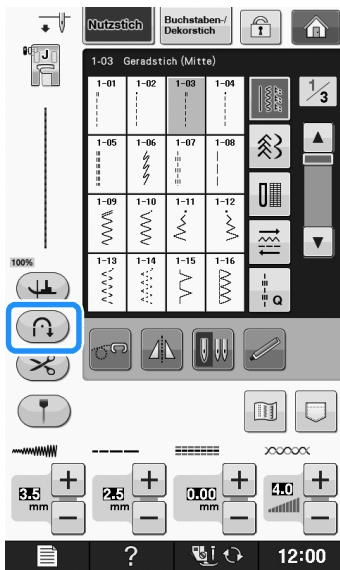 Nutzstich
Buchstaben-/
Dekorstich
J
1-03 Geradstich (Mitte)
1/3
1-01 1-02 1-03 1-04
1-05 1-06 1-07 1-08
1-09 1-10 1-11 1-12
1-13 1-14 1-15 1-16
Q
100%
3.5 mm
2.5 mm
0.00 mm
4.0
?
12:00